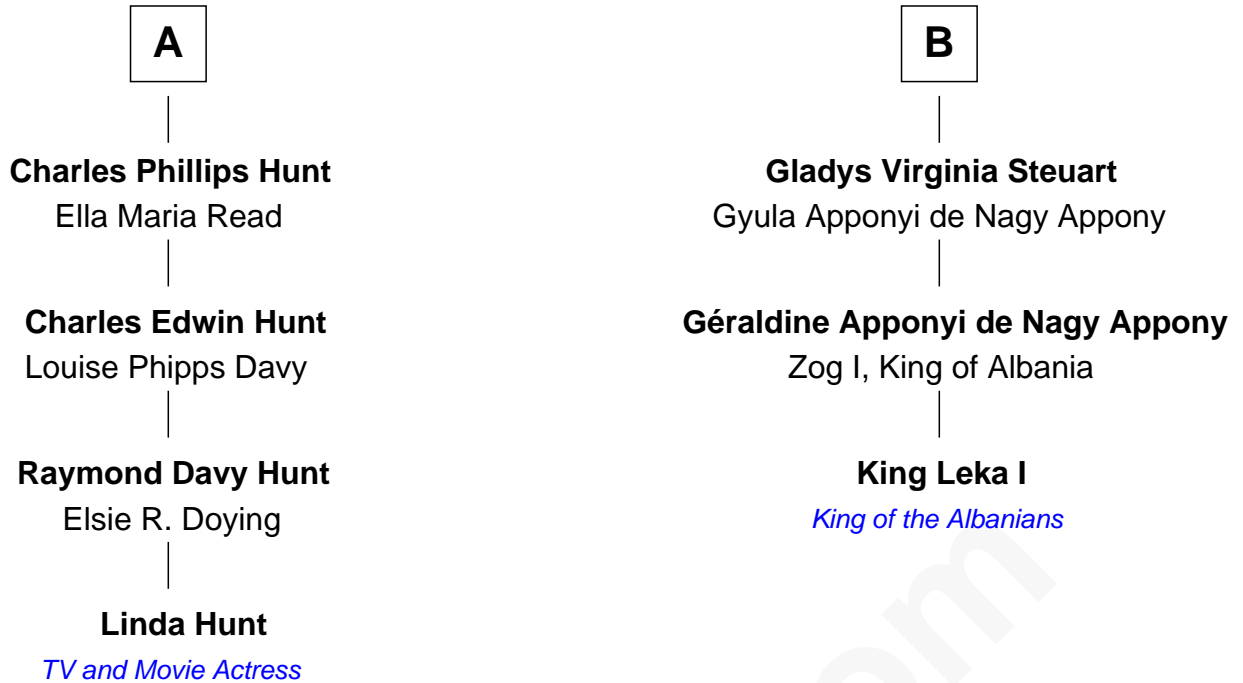 A
Charles Phillips Hunt
Ella Maria Read
Charles Edwin Hunt
Louise Phipps Davy
Raymond Davy Hunt
Elsie R. Doying
Linda Hunt
TV and Movie Actress
B
Gladys Virginia Steuart
Gyula Apponyi de Nagy Appony
Géraldine Apponyi de Nagy Appony
Zog I, King of Albania
King Leka I
King of the Albanians
om